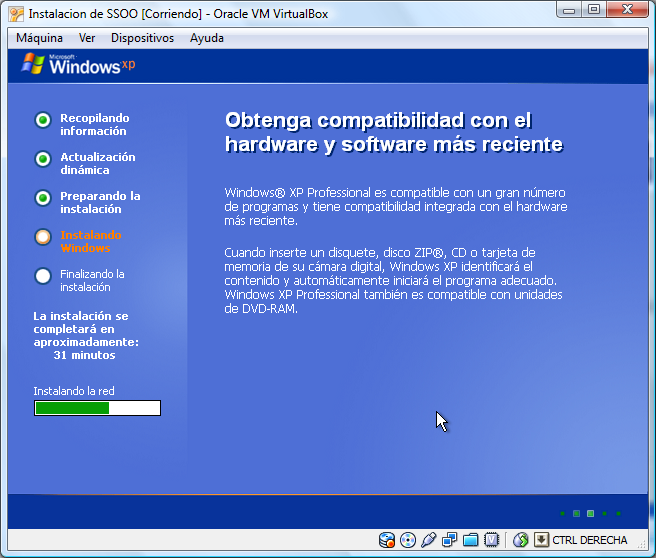 Instalacion de SSOO [Corriendo] - Oracle VM VirtualBox
Máquina Ver Dispositivos Ayuda
Microsoft
Windows xp
Recopilando
información
Actualización
dinámica
Preparando la
instalación
Instalando
Windows
Finalizando la
instalación
La instalación se
completará en
aproximadamente:
31 minutos
Instalando la red
Obtenga compatibilidad con el
hardware y software más reciente
Windows® XP Professional es compatible con un gran número
de programas y tiene compatibilidad integrada con el hardware
más reciente.
Cuando inserte un disquete, disco ZIP®, CD o tarjeta de
memoria de su cámara digital, Windows XP identificará el
contenido y automáticamente iniciará el programa adecuado.
Windows XP Professional también es compatible con unidades
de DVD-RAM.
CTRL DERECHA